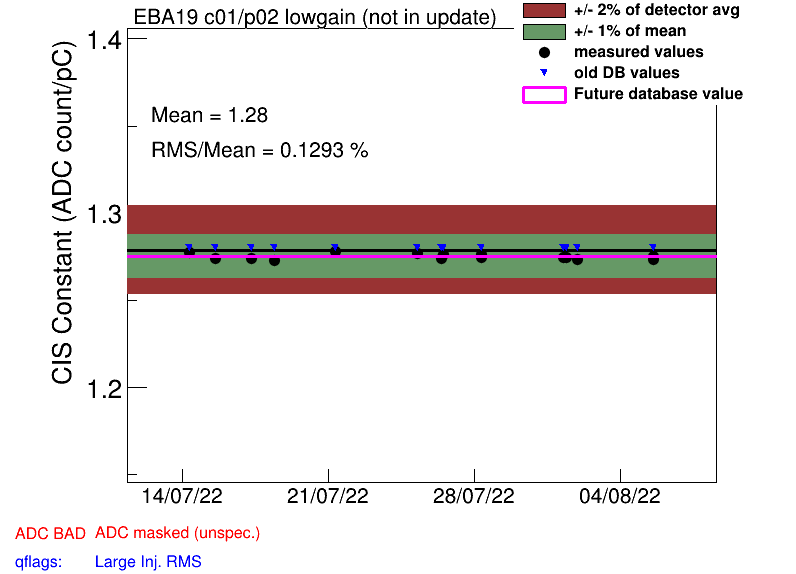 EBA19 c01/p02 lowgain (not in update)
+/- 2% of detector avg
+/- 1% of mean
measured values
old DB values
Future database value
Mean = 1.28
RMS/Mean = 0.1293 %
CIS Constant (ADC count/pC)
1.4
1.3
1.2
14/07/22 21/07/22 28/07/22 04/08/22
ADC BAD ADC masked (unspec.)
qflags: Large Inj. RMS